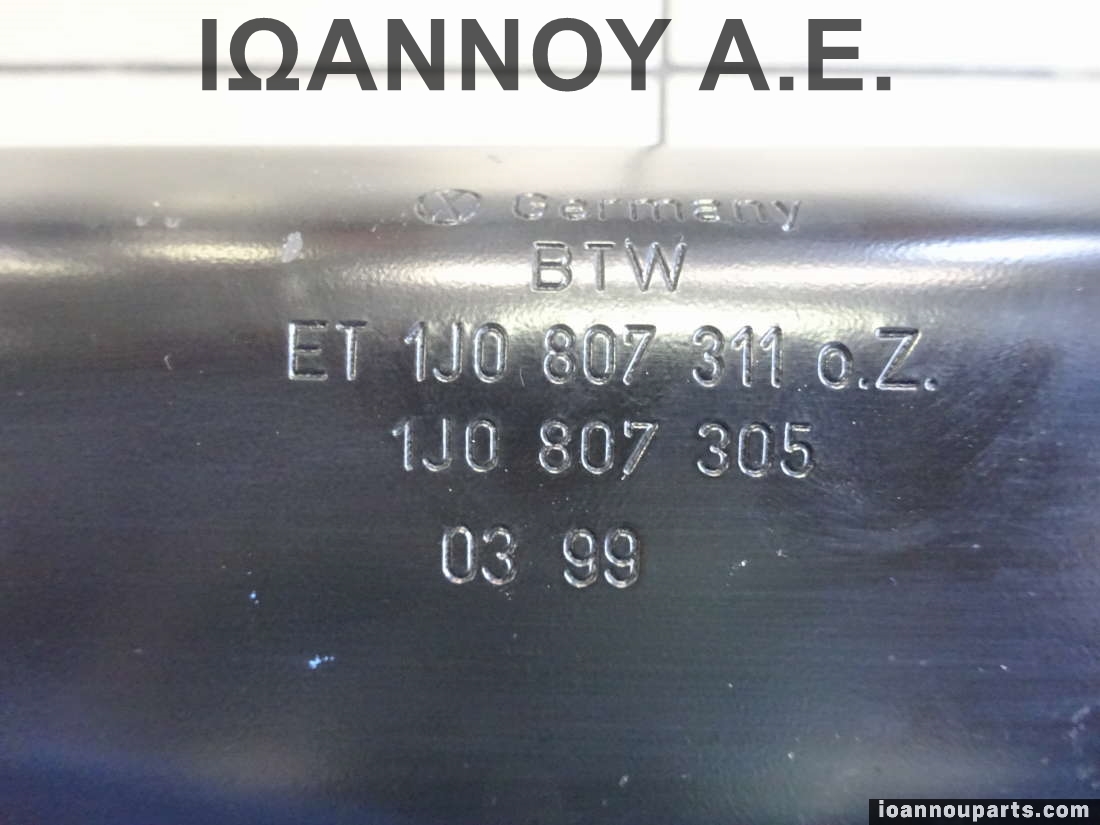 ΙΩΑΝΝΟΥ Α.Ε.
Germany
BTW
ET 1J0 807 311 o.Z.
1J0 807 305
03 99
ioannouparts.com